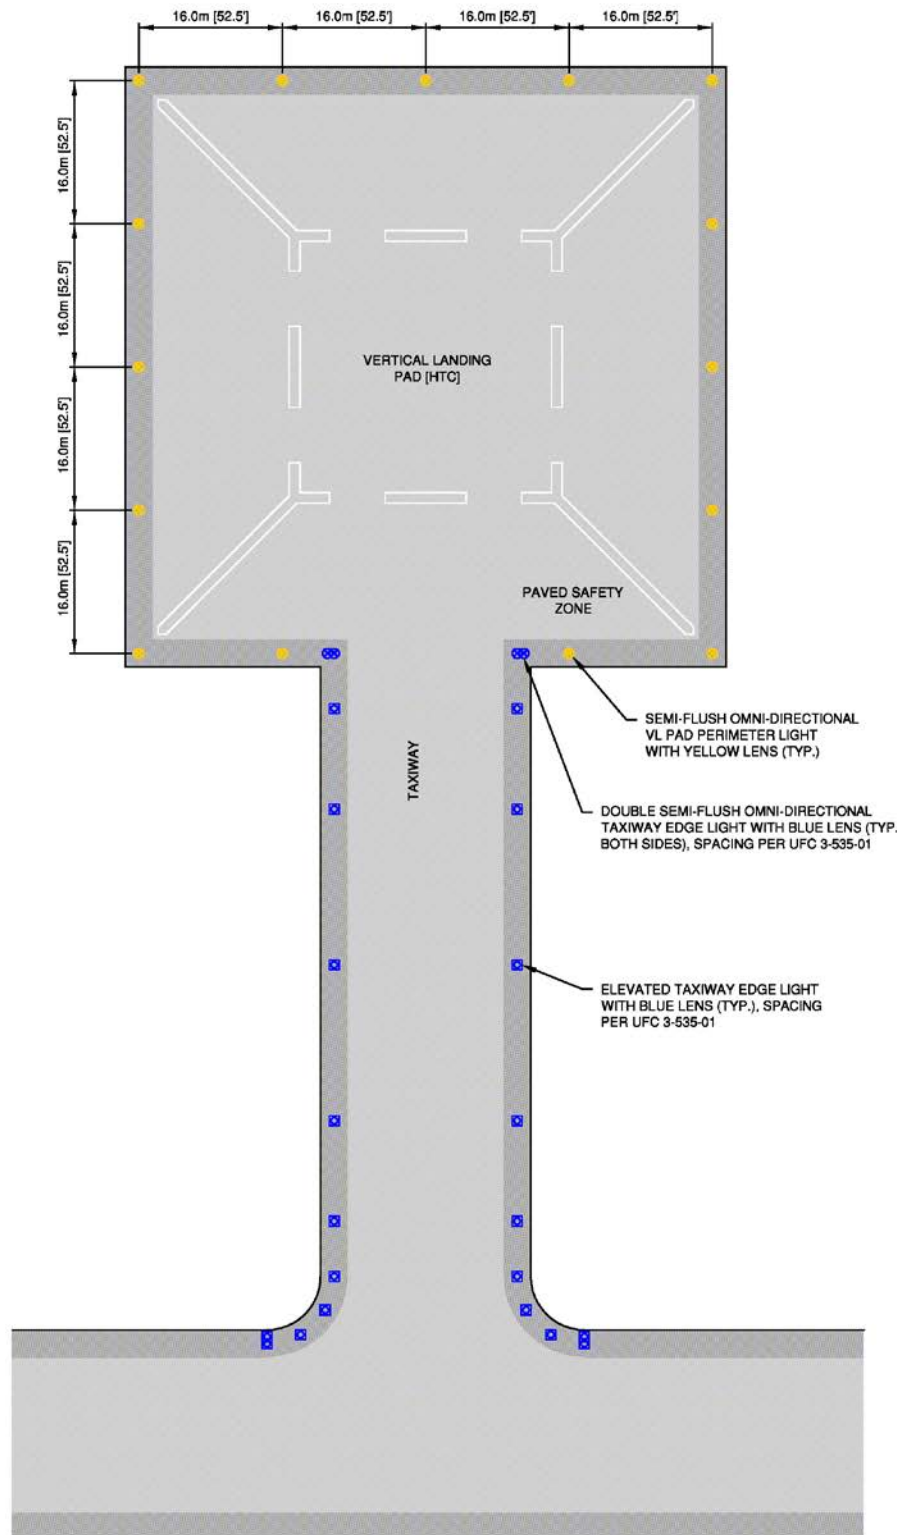 16.0m [52.5']
16.0m [52.5']
16.0m [52.5']
16.0m [52.5']
16.0m [52.5']
16.0m [52.5']
16.0m [52.5']
16.0m [52.5']
VERTICAL LANDING
PAD [HTC]
PAVED SAFETY
ZONE
SEMI-FLUSH OMNI-DIRECTIONAL
VL PAD PERIMETER LIGHT
WITH YELLOW LENS (TYP.)
TAXIWAY
DOUBLE SEMI-FLUSH OMNI-DIRECTIONAL
TAXIWAY EDGE LIGHT WITH BLUE LENS (TYP.
BOTH SIDES), SPACING PER UFC 3-535-01
ELEVATED TAXIWAY EDGE LIGHT
WITH BLUE LENS (TYP.), SPACING
PER UFC 3-535-01